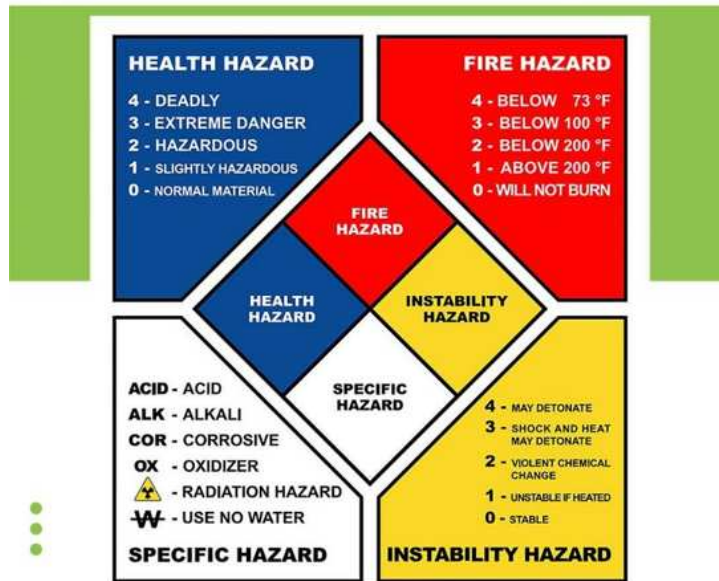 HEALTH HAZARD
4 - DEADLY
3 - EXTREME DANGER
2 - HAZARDOUS
1 - SLIGHTLY HAZARDOUS
0 - NORMAL MATERIAL
FIRE HAZARD
4 - BELOW 73 °F
3 - BELOW 100 °F
2 - BELOW 200 °F
1 - ABOVE 200 °F
0 - WILL NOT BURN
FIRE
HAZARD
HEALTH
HAZARD
INSTABILITY
HAZARD
SPECIFIC
HAZARD
ACID - ACID
ALK - ALKALI
COR - CORROSIVE
OX - OXIDIZER
- RADIATION HAZARD
W - USE NO WATER
SPECIFIC HAZARD
4 - MAY DETONATE
3 - SHOCK AND HEAT
MAY DETONATE
2 - VIOLENT CHEMICAL
CHANGE
1 - UNSTABLE IF HEATED
0 - STABLE
INSTABILITY HAZARD